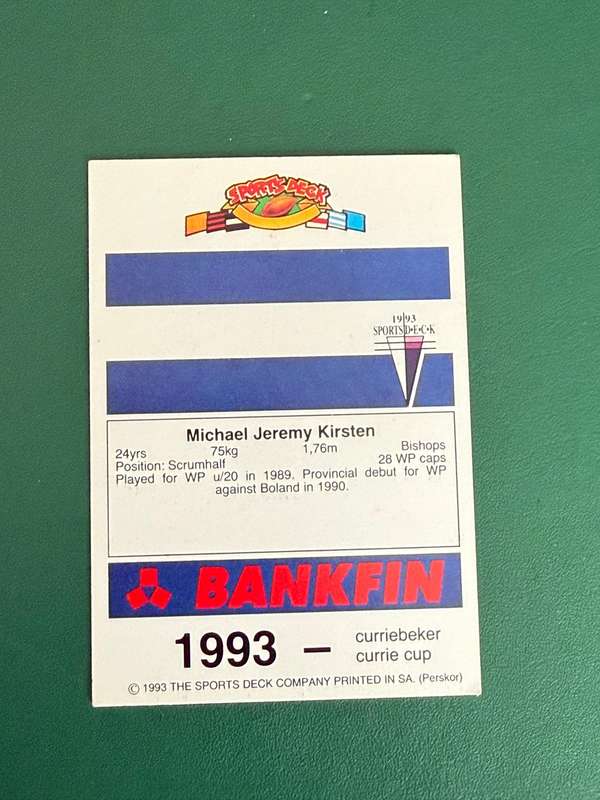 SPORTS DECK
19 93
SPORTS D•E•C•K
Michael Jeremy Kirsten
24yrs 75kg 1,76m Bishops
Position: Scrumhalf 28 WP caps
Played for WP u/20 in 1989. Provincial debut for WP
against Boland in 1990.
BANKFIN
1993 – curriebeker
currie cup
© 1993 THE SPORTS DECK COMPANY PRINTED IN SA. (Perskor)